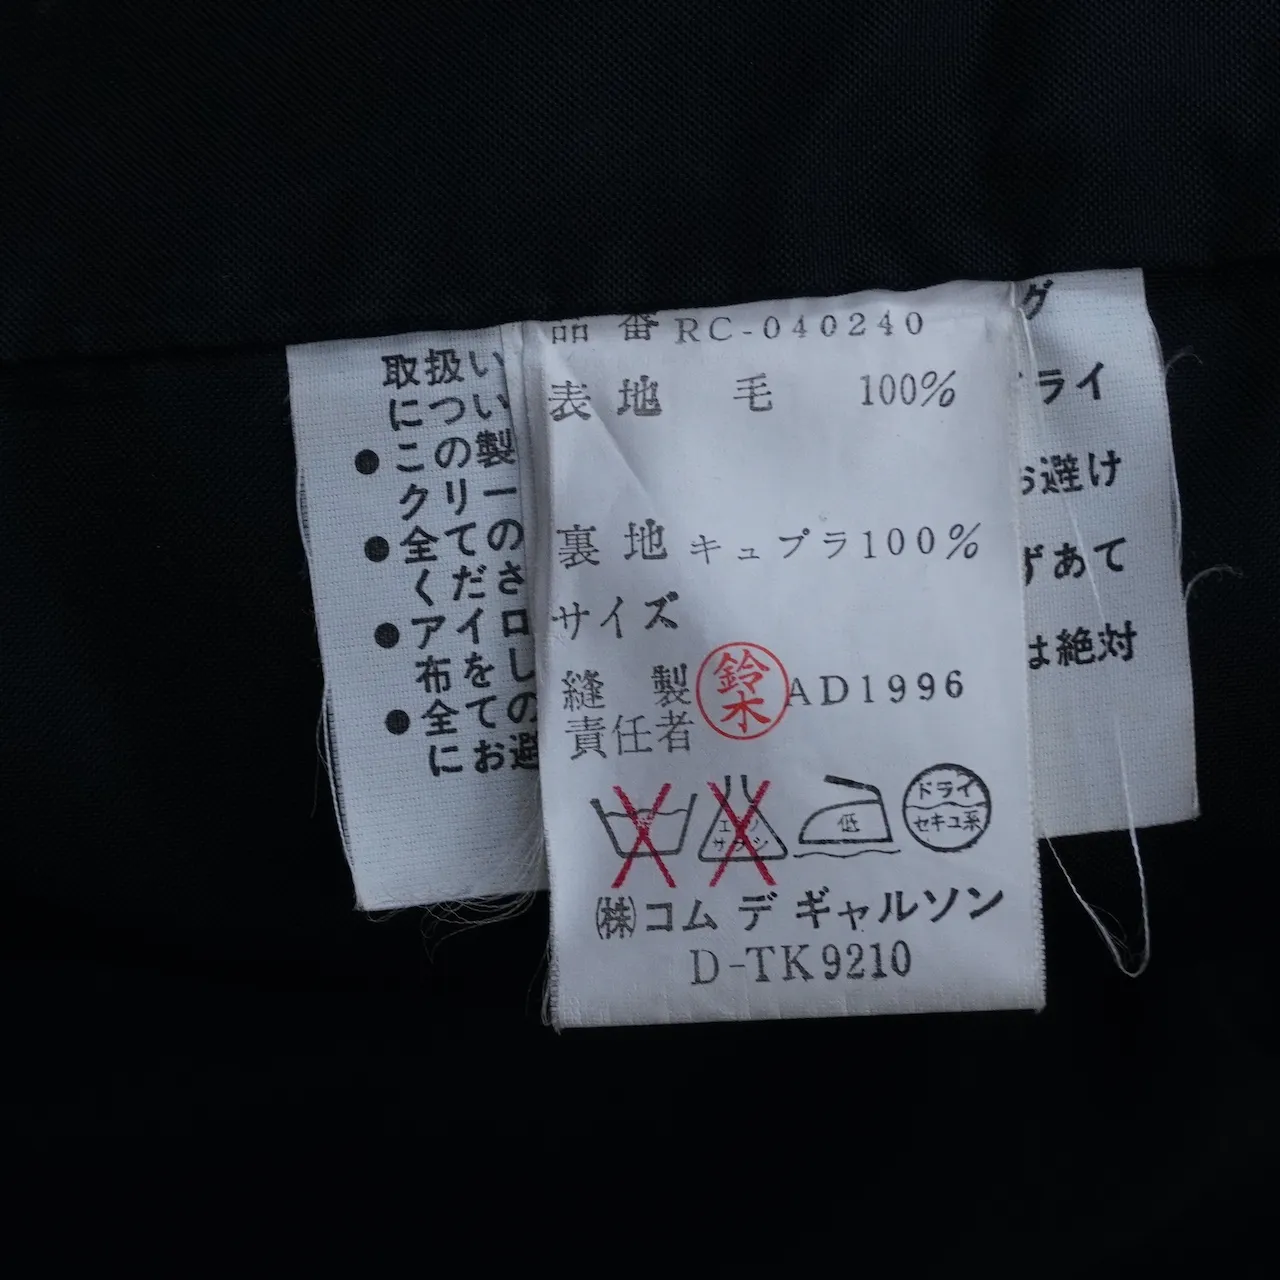 品番 RC-040240
表地 毛 100%
裏地 キュプラ100%
サイズ
縫製 鈴木 AD1996
責任者
低
ドライ
セキユ系
㈱コムデギャルソン
D-TK9210
取扱い
につい
●この製
クリー
●全ての
くださ
●アイロ
布をし
●全ての
にお避
グ
ライ
お避け
ずあて
は絶対